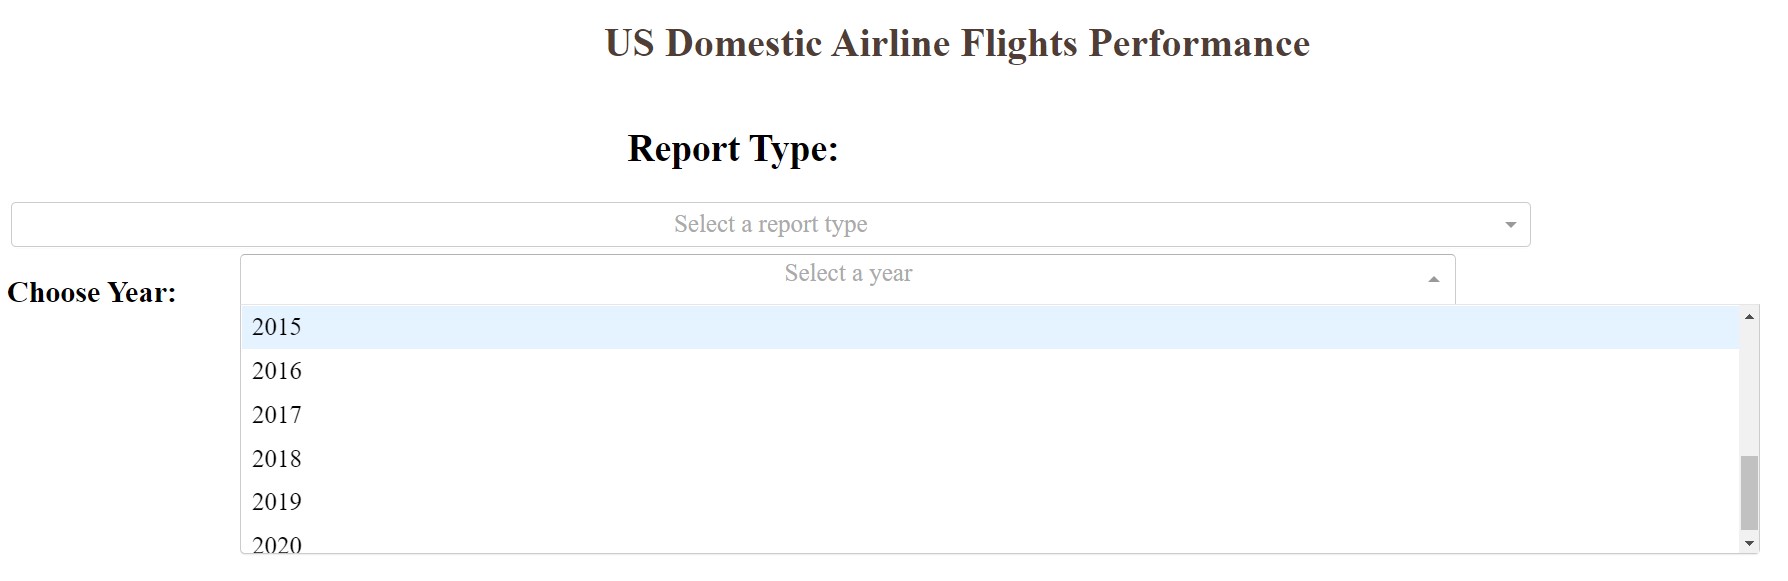 US Domestic Airline Flights Performance
Report Type:
Select a report type
Choose Year:
Select a year
2015
2016
2017
2018
2019
2020